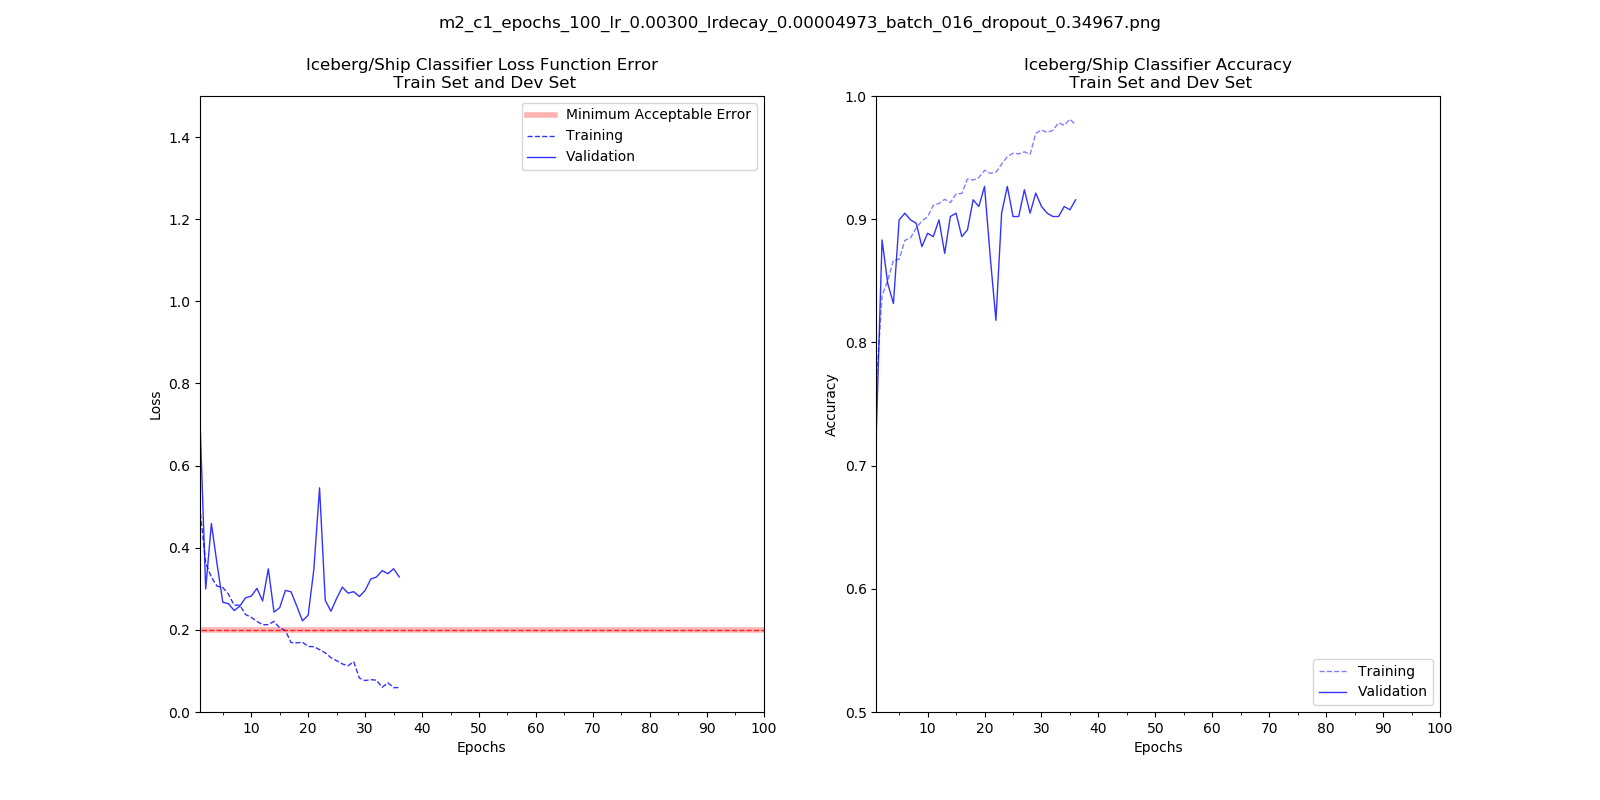 m2_c1_epochs_100_lr_0.00300_lrdecay_0.00004973_batch_016_dropout_0.34967.png
Iceberg/Ship Classifier Loss Function Error
Train Set and Dev Set
Minimum Acceptable Error
Training
Validation
1.4
1.2
1.0
0.8
0.6
0.4
0.2
0.0
Loss
10 20 30 40 50 60 70 80 90 100
Epochs
Iceberg/Ship Classifier Accuracy
Train Set and Dev Set
1.0
0.9
0.8
0.7
0.6
0.5
Accuracy
Training
Validation
10 20 30 40 50 60 70 80 90 100
Epochs